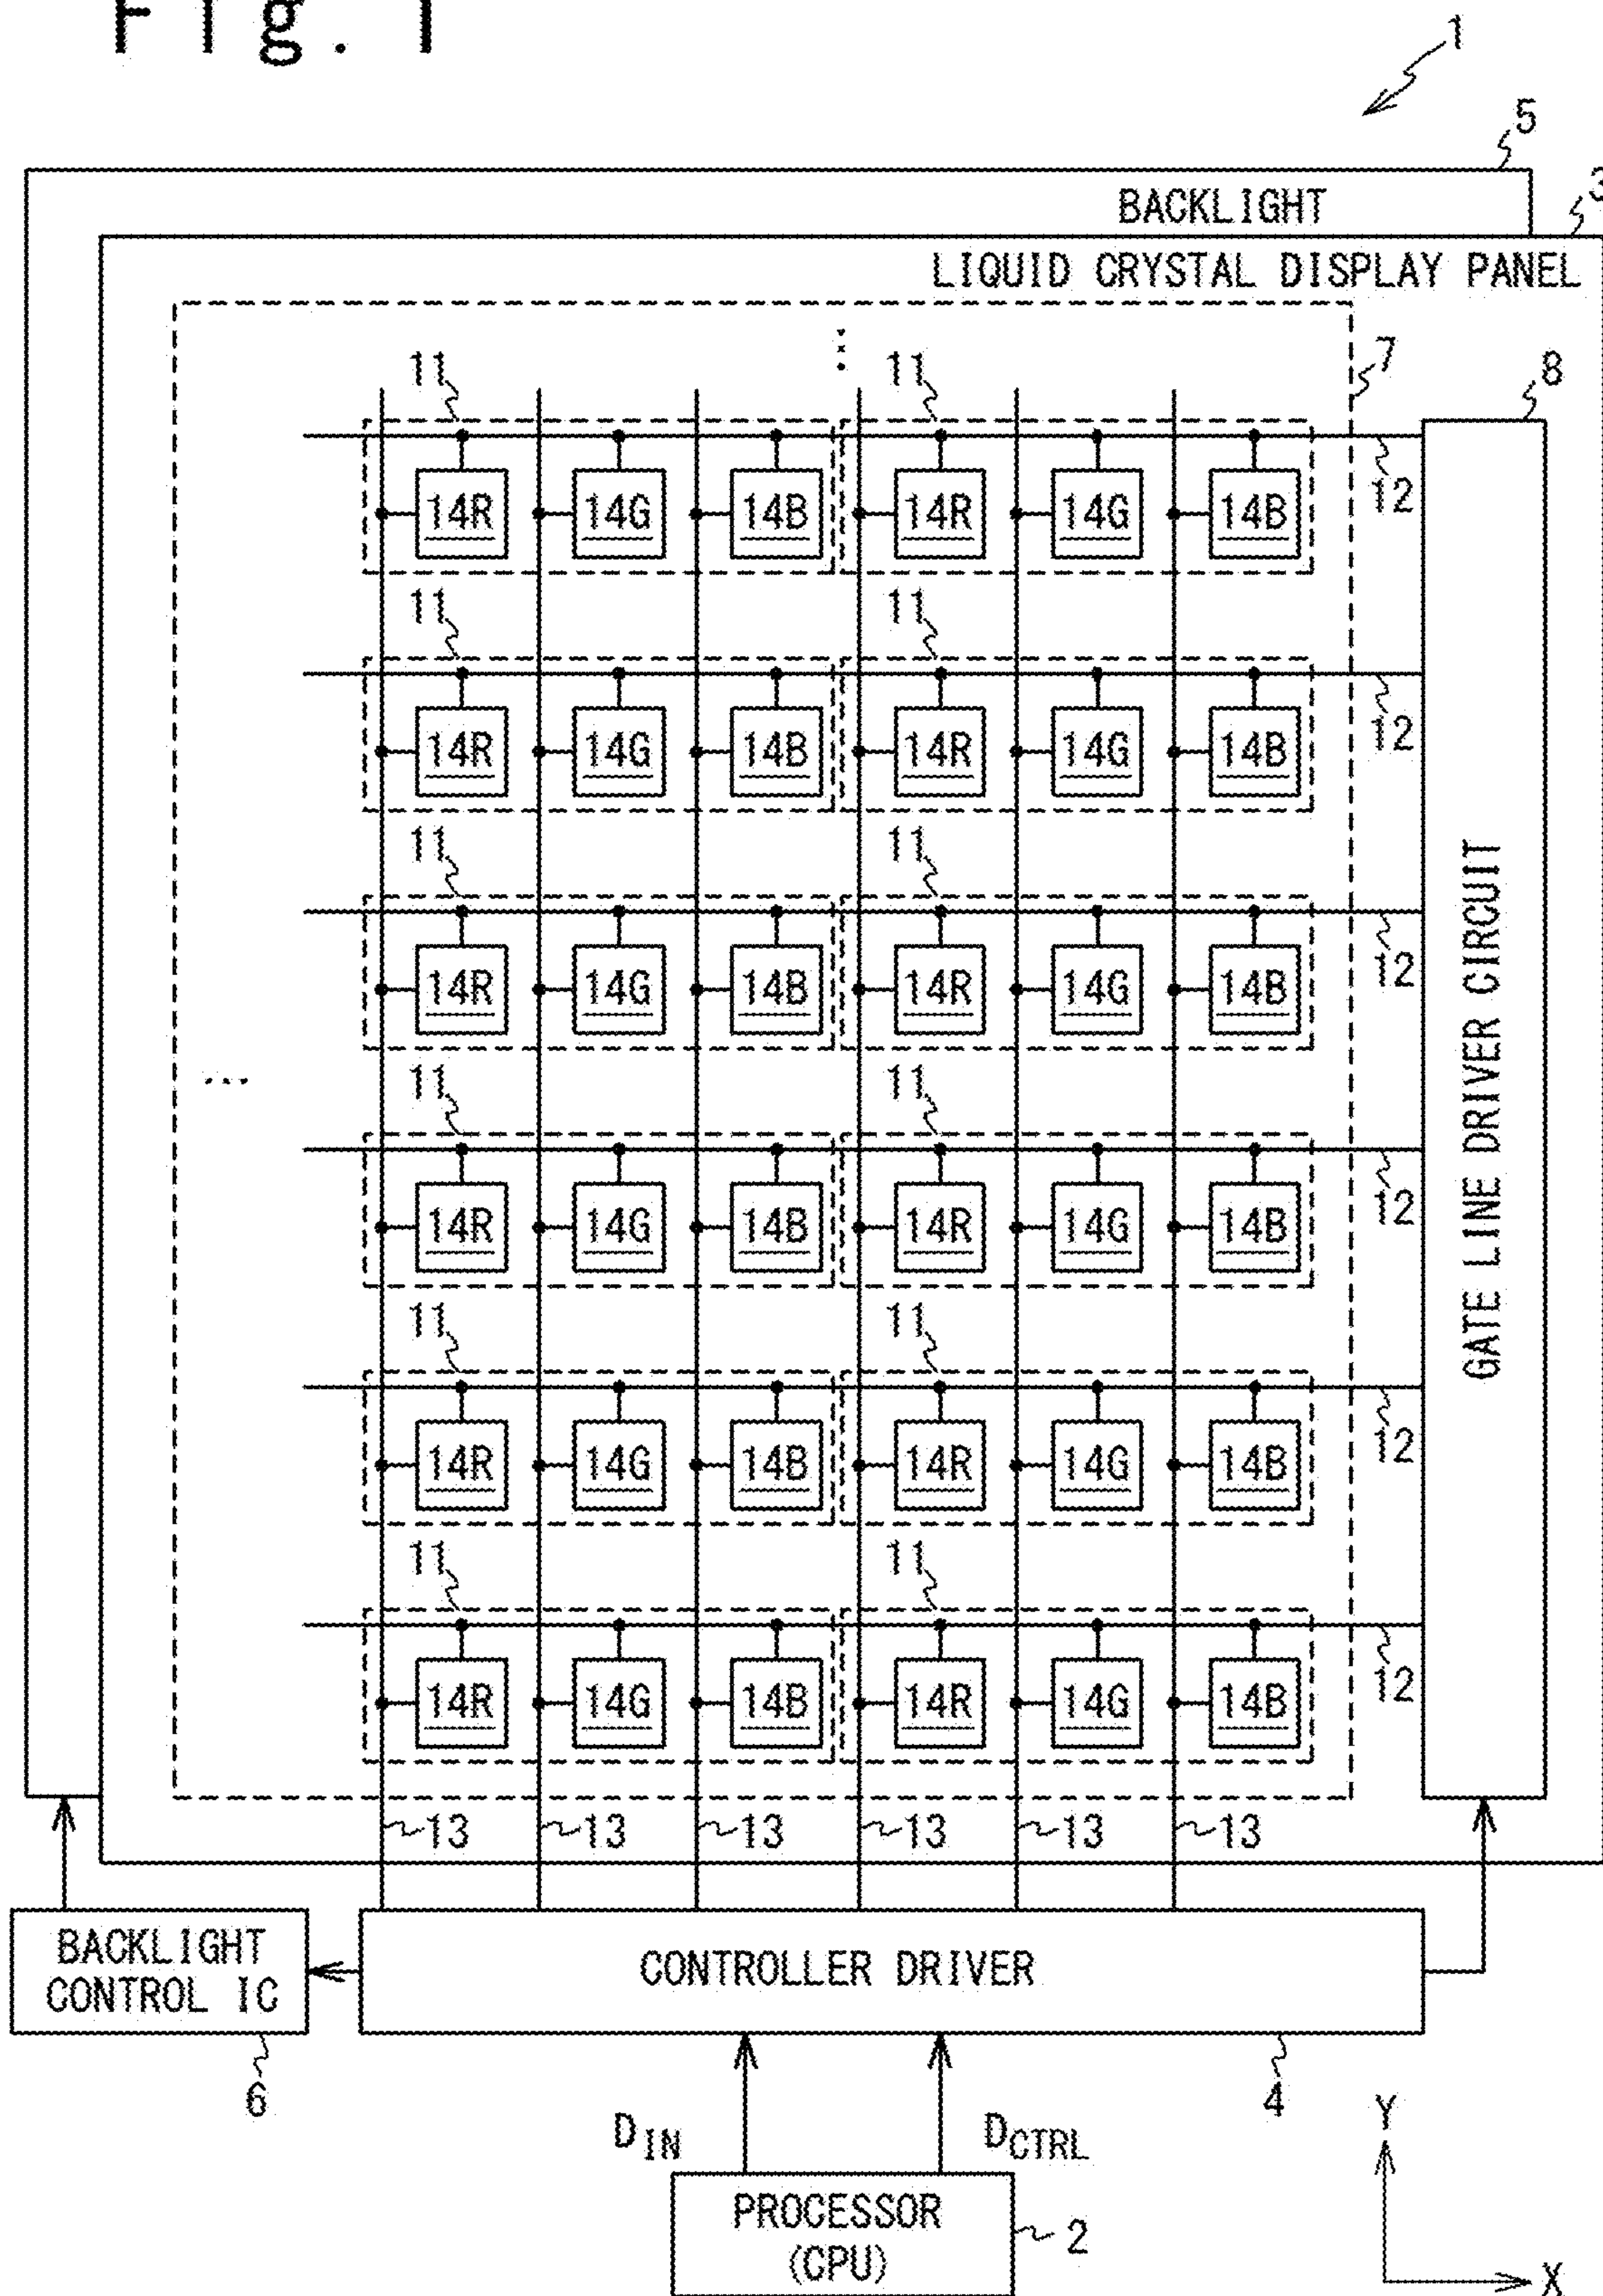 Fig. 1
1
5
BACKLIGHT
3
LIQUID CRYSTAL DISPLAY PANEL
7
8
11 11
12
14R 14G 14B 14R 14G 14B
11 11
12
14R 14G 14B 14R 14G 14B
11 11
12
14R 14G 14B 14R 14G 14B
11 11
12
14R 14G 14B 14R 14G 14B
11 11
12
14R 14G 14B 14R 14G 14B
11 11
12
14R 14G 14B 14R 14G 14B
GATE LINE DRIVER CIRCUIT
13 13 13 13 13 13
BACKLIGHT
CONTROL IC
CONTROLLER DRIVER
6
4
DIN
DCTRL
PROCESSOR
(CPU)
2
Y
X